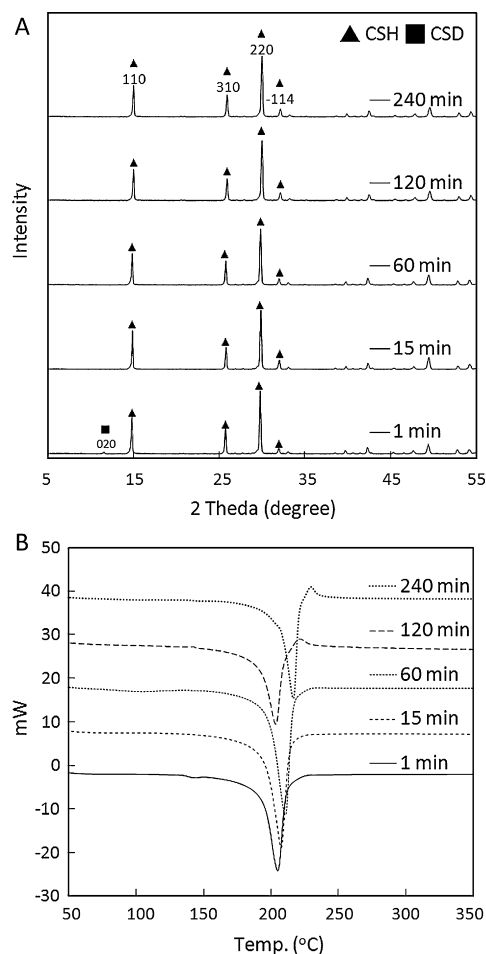 A
▲ CSH ■ CSD
220
110
310
-114
240 min
120 min
60 min
15 min
1 min
020
Intensity
5 15 25 35 45 55
2 Theda (degree)
B
50
40
30
20
10
0
-10
-20
-30
mW
240 min
120 min
60 min
15 min
1 min
50 100 150 200 250 300 350
Temp. (°C)